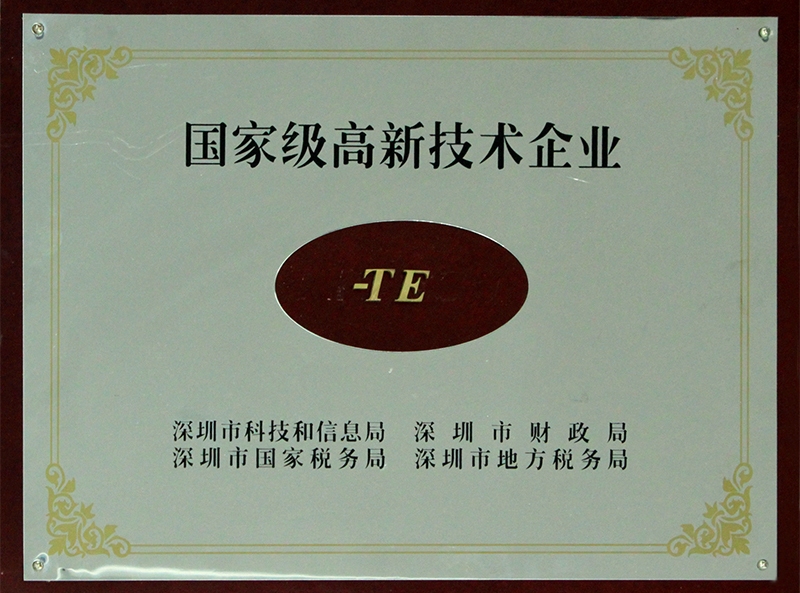 国家级高新技术企业
-TE
深圳市科技和信息局 深圳市财政局
深圳市国家税务局 深圳市地方税务局